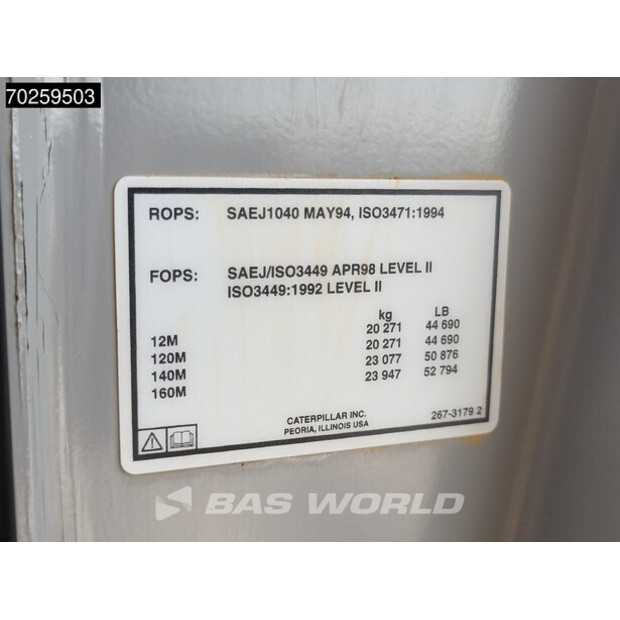 70259503
ROPS: SAEJ1040 MAY94, ISO3471:1994
FOPS: SAEJ/ISO3449 APR98 LEVEL II
ISO3449:1992 LEVEL II
kg LB
12M 20 271 44 690
120M 20 271 44 690
140M 23 077 50 876
160M 23 947 52 794
CATERPILLAR INC.
PEORIA, ILLINOIS USA
267-3179 2
BAS WORLD